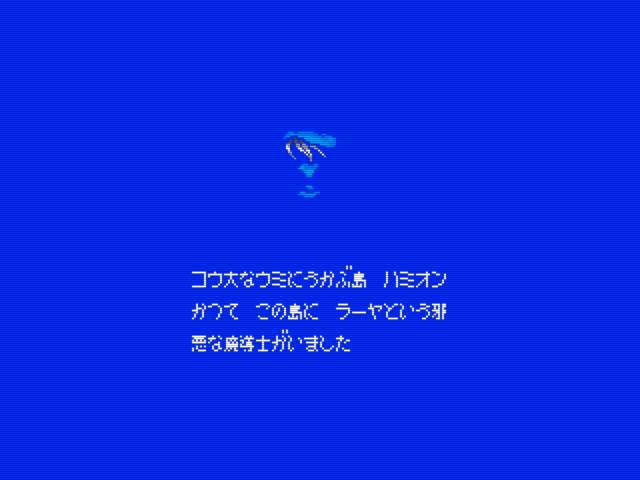 コウ大なウミにうかぶ島　ハミオン
かつて　この島に　ラーヤという邪
悪な魔導士がいました